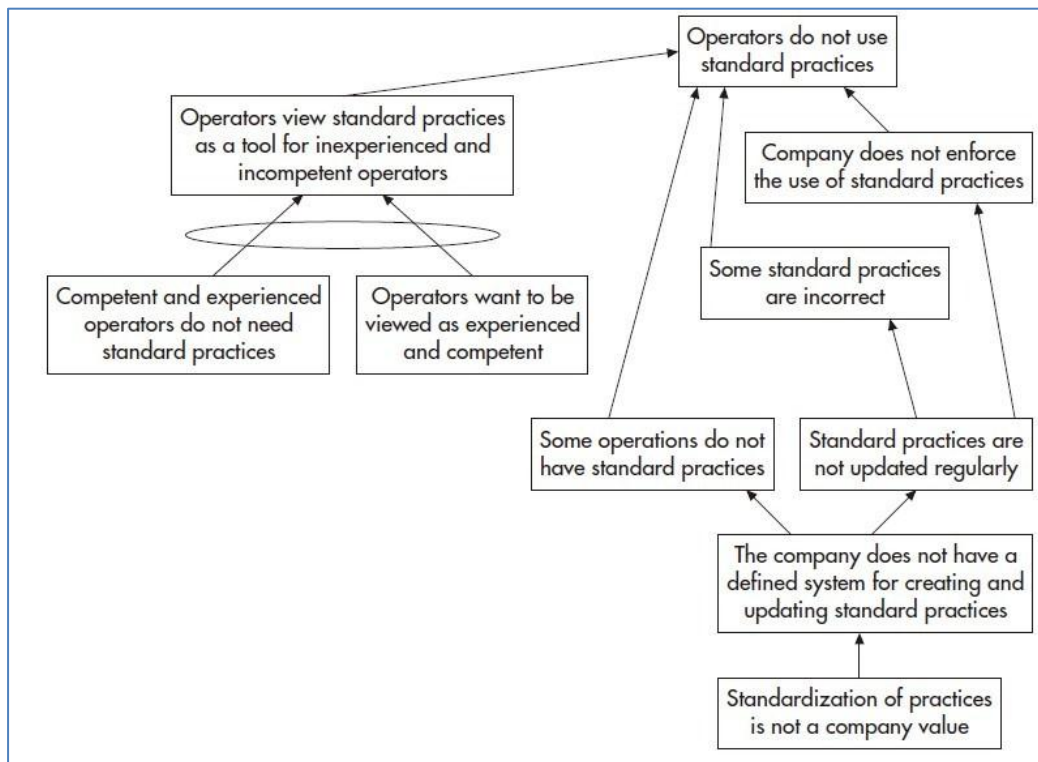 Operators do not use
standard practices
Operators view standard practices
as a tool for inexperienced and
incompetent operators
Company does not enforce
the use of standard practices
Some standard practices
are incorrect
Competent and experienced
operators do not need
standard practices
Operators want to be
viewed as experienced
and competent
Some operations do not
have standard practices
Standard practices are
not updated regularly
The company does not have a
defined system for creating and
updating standard practices
Standardization of practices
is not a company value